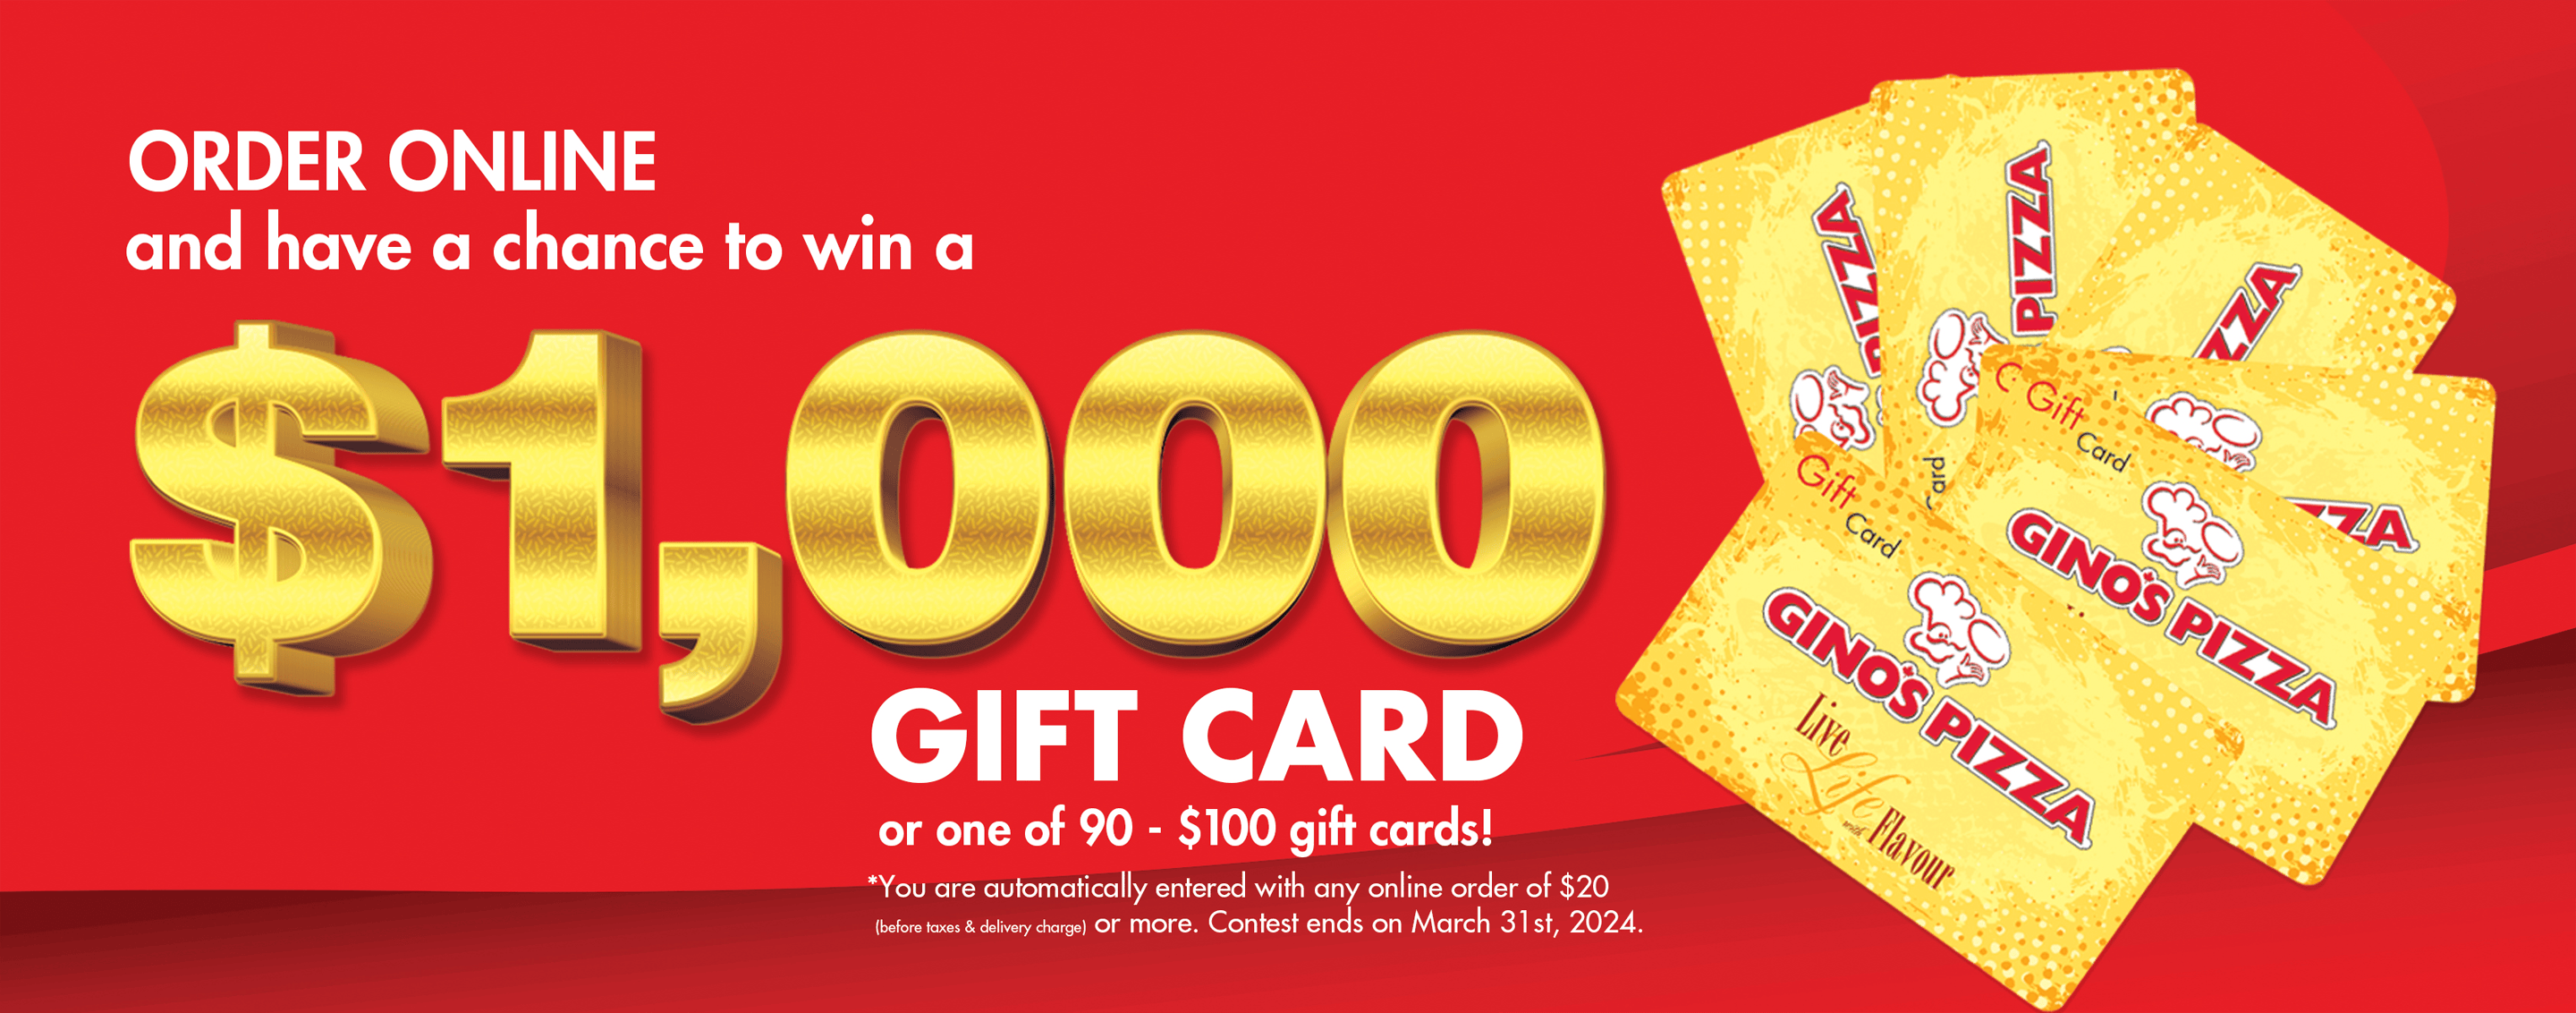 ORDER ONLINE
and have a chance to win a
$1,000
GIFT CARD
or one of 90 - $100 gift cards!
*You are automatically entered with any online order of $20
(before taxes & delivery charge) or more. Contest ends on March 31st, 2024.
PIZZA
PIZZA
ZZA
Gift
Card
ZZA
GINO'S PIZZA
ard
Gift
Card
GINO'S PIZZA
Live
Life
with Flavour